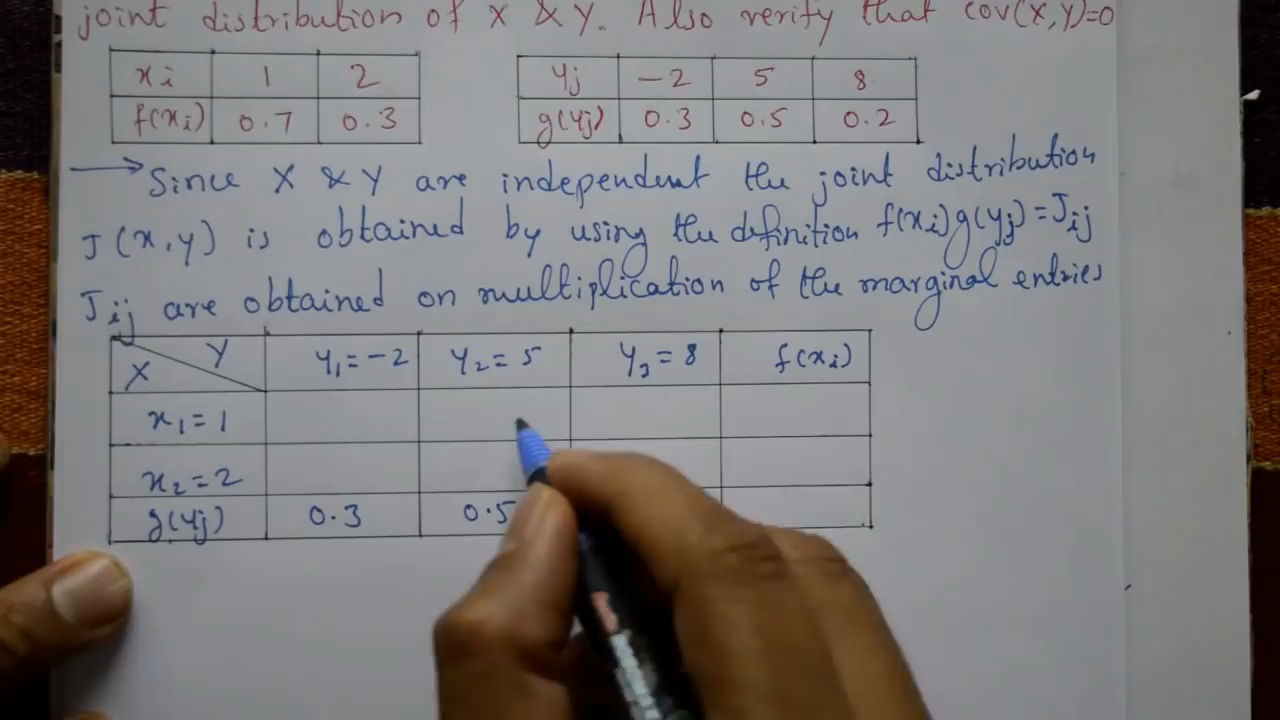 joint distribution of X & Y. Also verify that COV(X,Y)=0
xi 1 2
f(xi) 0.7 0.3
yj -2 5 8
g(yj) 0.3 0.5 0.2
→ Since X & Y are independent the joint distribution
J(x,y) is obtained by using the definition f(xi)g(yj)=Jij
Jij are obtained on multiplication of the marginal entries
X Y y1=-2 y2=5 y3=8 f(xi)
x1=1
x2=2
g(yj) 0.3 0.5